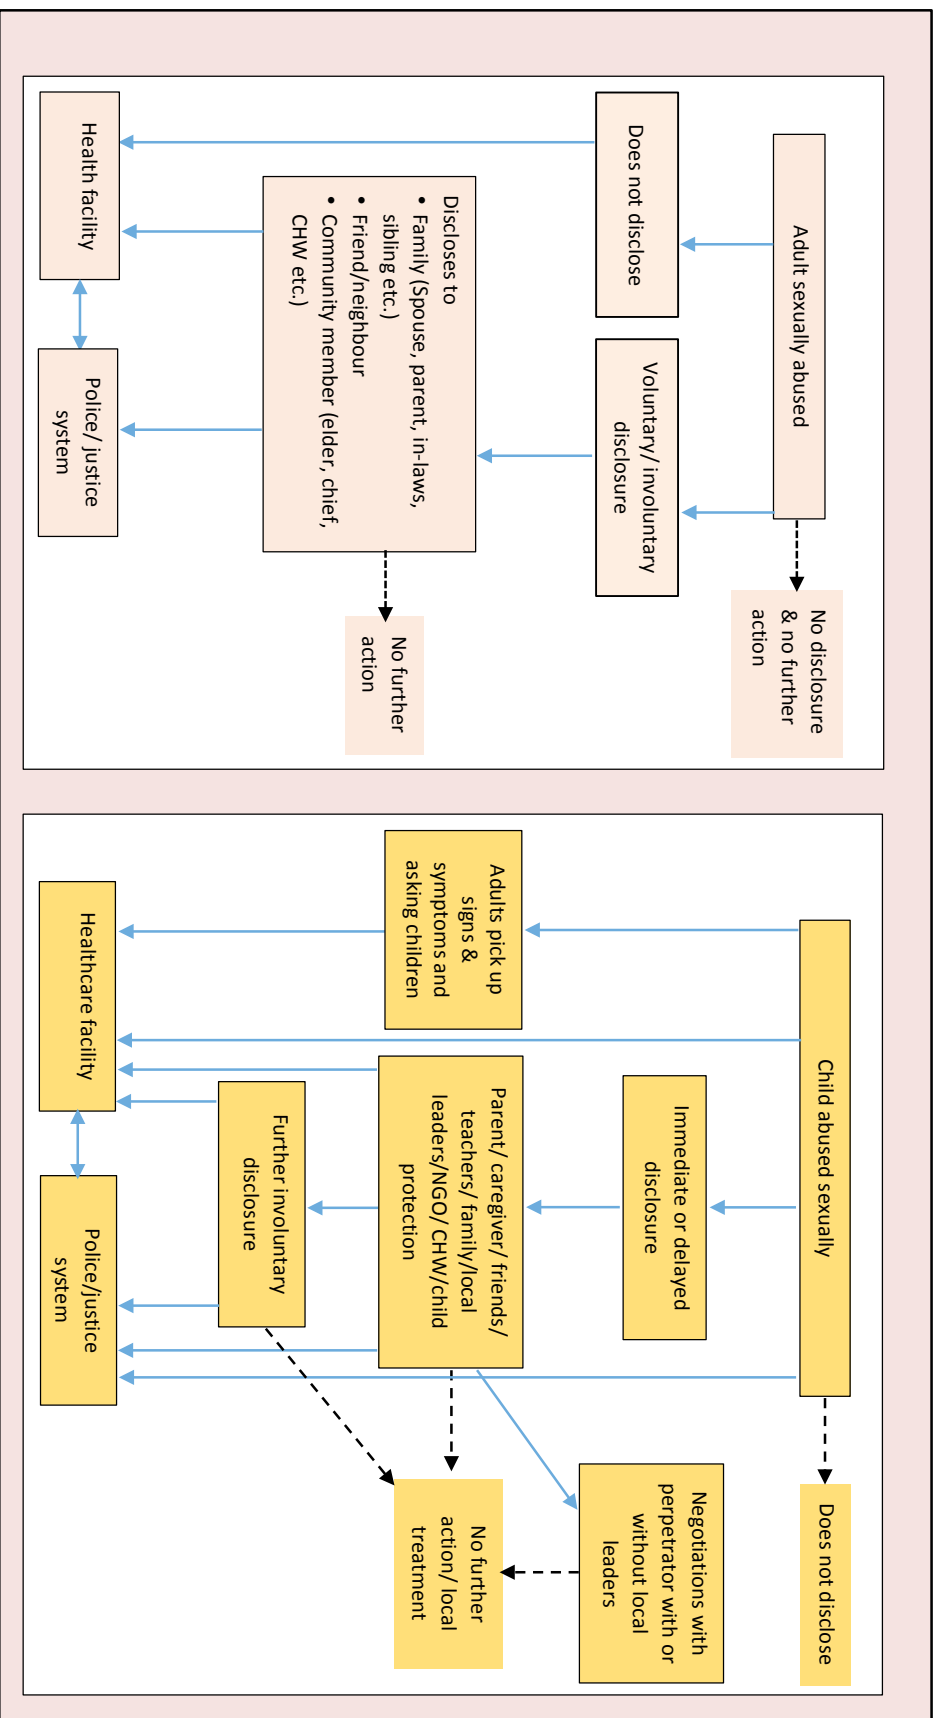 Adult sexually abused
No disclosure
& no further
action
Does not disclose
Voluntary/ involuntary
disclosure
Discloses to
• Family (Spouse, parent, in-laws,
sibling etc.)
• Friend/neighbour
• Community member (elder, chief,
CHW etc.)
No further
action
Health facility
Police/ justice
system
Child abused sexually
Does not disclose
Immediate or delayed
disclosure
Negotiations with
perpetrator with or
without local
leaders
Adults pick up
signs &
symptoms and
asking children
Parent/ caregiver/ friends/
teachers/ family/local
leaders/NGO/ CHW/child
protection
No further
action/ local
treatment
Further involuntary
disclosure
Healthcare facility
Police/justice
system